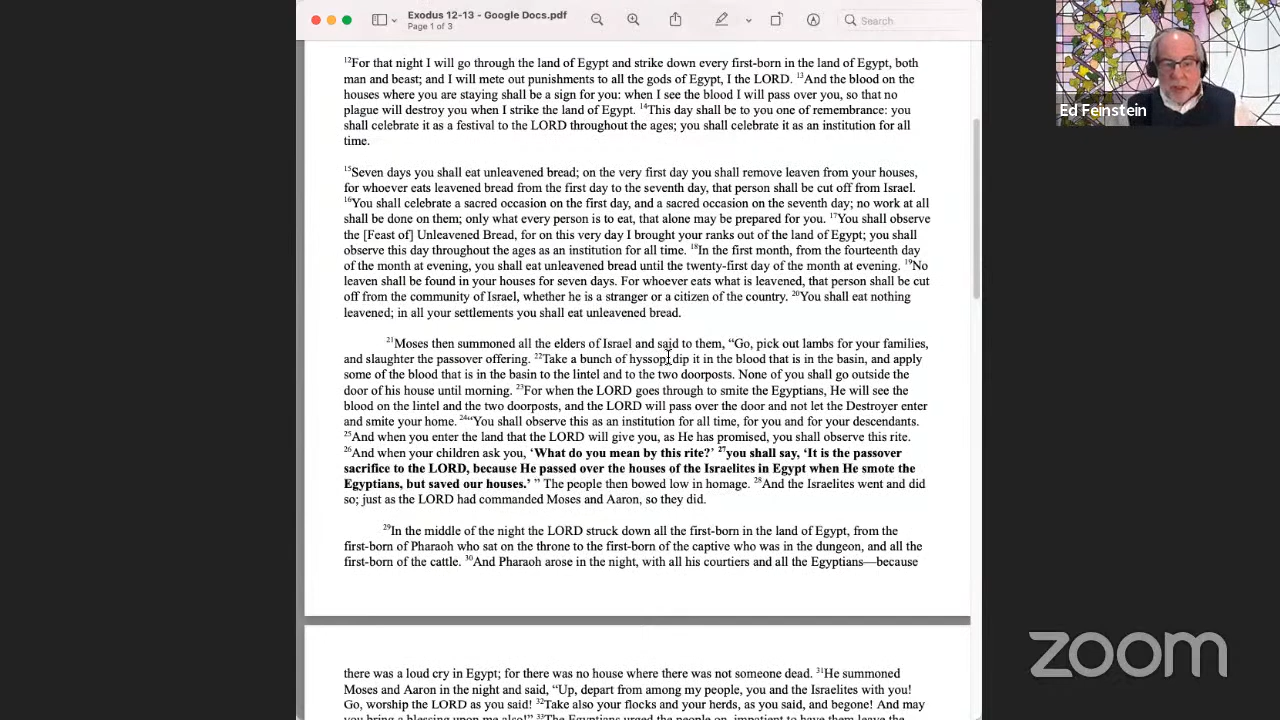 Exodus 12-13 - Google Docs.pdf
Page 1 of 3
Search
12For that night I will go through the land of Egypt and strike down every first-born in the land of Egypt, both
man and beast; and I will mete out punishments to all the gods of Egypt, I the LORD. 13And the blood on the
houses where you are staying shall be a sign for you: when I see the blood I will pass over you, so that no
plague will destroy you when I strike the land of Egypt. 14This day shall be to you one of remembrance: you
shall celebrate it as a festival to the LORD throughout the ages; you shall celebrate it as an institution for all
time.
15Seven days you shall eat unleavened bread; on the very first day you shall remove leaven from your houses,
for whoever eats leavened bread from the first day to the seventh day, that person shall be cut off from Israel.
16You shall celebrate a sacred occasion on the first day, and a sacred occasion on the seventh day; no work at all
shall be done on them; only what every person is to eat, that alone may be prepared for you. 17You shall observe
the [Feast of] Unleavened Bread, for on this very day I brought your ranks out of the land of Egypt; you shall
observe this day throughout the ages as an institution for all time. 18In the first month, from the fourteenth day
of the month at evening, you shall eat unleavened bread until the twenty-first day of the month at evening. 19No
leaven shall be found in your houses for seven days. For whoever eats what is leavened, that person shall be cut
off from the community of Israel, whether he is a stranger or a citizen of the country. 20You shall eat nothing
leavened; in all your settlements you shall eat unleavened bread.
21Moses then summoned all the elders of Israel and said to them, “Go, pick out lambs for your families,
and slaughter the passover offering. 22Take a bunch of hyssop, dip it in the blood that is in the basin, and apply
some of the blood that is in the basin to the lintel and to the two doorposts. None of you shall go outside the
door of his house until morning. 23For when the LORD goes through to smite the Egyptians, He will see the
blood on the lintel and the two doorposts, and the LORD will pass over the door and not let the Destroyer enter
and smite your home. 24“You shall observe this as an institution for all time, for you and for your descendants.
25And when you enter the land that the LORD will give you, as He has promised, you shall observe this rite.
26And when your children ask you, ‘What do you mean by this rite?’ 27you shall say, ‘It is the passover
sacrifice to the LORD, because He passed over the houses of the Israelites in Egypt when He smote the
Egyptians, but saved our houses.’ ” The people then bowed low in homage. 28And the Israelites went and did
so; just as the LORD had commanded Moses and Aaron, so they did.
29In the middle of the night the LORD struck down all the first-born in the land of Egypt, from the
first-born of Pharaoh who sat on the throne to the first-born of the captive who was in the dungeon, and all the
first-born of the cattle. 30And Pharaoh arose in the night, with all his courtiers and all the Egyptians—because
there was a loud cry in Egypt; for there was no house where there was not someone dead. 31He summoned
Moses and Aaron in the night and said, “Up, depart from among my people, you and the Israelites with you!
Go, worship the LORD as you said! 32Take also your flocks and your herds, as you said, and begone! And may
you bring a blessing upon me also!” 33The Egyptians urged the people on, impatient to have them leave the
Ed Feinstein
zoom